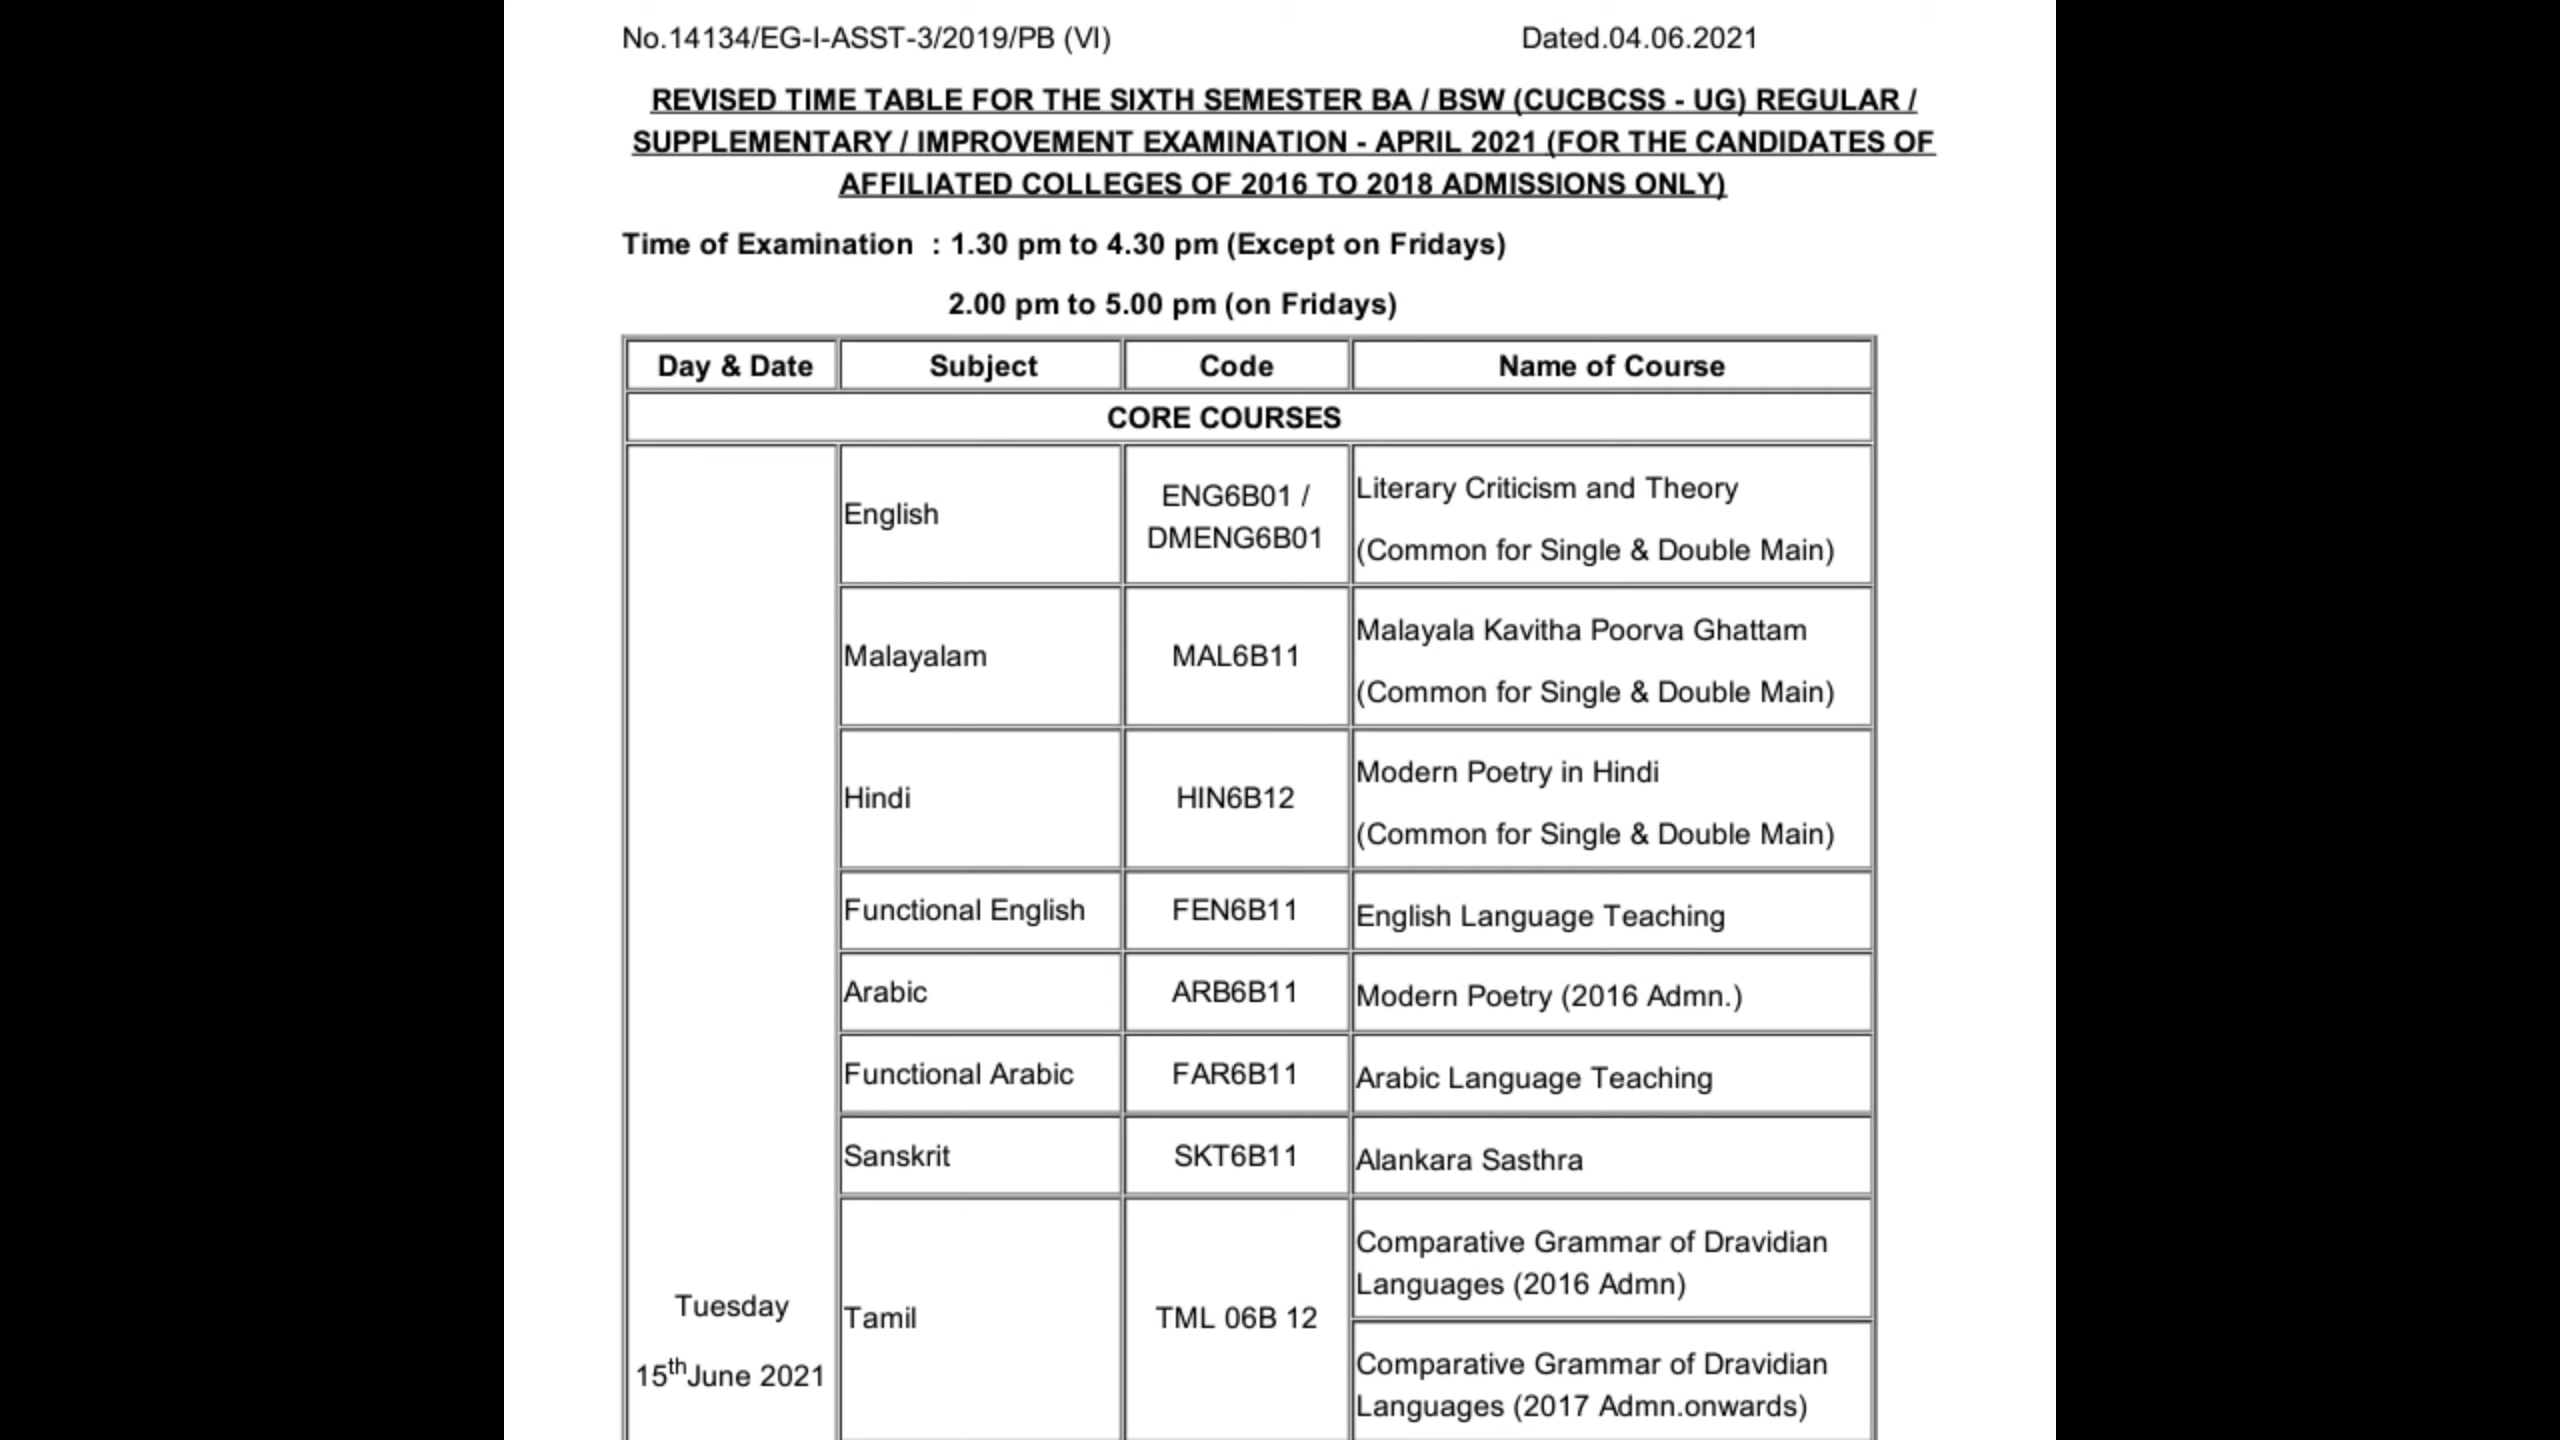 No.14134/EG-I-ASST-3/2019/PB (VI) Dated.04.06.2021
REVISED TIME TABLE FOR THE SIXTH SEMESTER BA / BSW (CUCBCSS - UG) REGULAR /
SUPPLEMENTARY / IMPROVEMENT EXAMINATION - APRIL 2021 (FOR THE CANDIDATES OF
AFFILIATED COLLEGES OF 2016 TO 2018 ADMISSIONS ONLY)
Time of Examination : 1.30 pm to 4.30 pm (Except on Fridays)
2.00 pm to 5.00 pm (on Fridays)
Day & Date Subject Code Name of Course
CORE COURSES
English ENG6B01 / DMENG6B01 Literary Criticism and Theory
(Common for Single & Double Main)
Malayalam MAL6B11 Malayala Kavitha Poorva Ghattam
(Common for Single & Double Main)
Hindi HIN6B12 Modern Poetry in Hindi
(Common for Single & Double Main)
Functional English FEN6B11 English Language Teaching
Arabic ARB6B11 Modern Poetry (2016 Admn.)
Functional Arabic FAR6B11 Arabic Language Teaching
Sanskrit SKT6B11 Alankara Sasthra
Tuesday
15th June 2021
Tamil TML 06B 12 Comparative Grammar of Dravidian
Languages (2016 Admn)
Comparative Grammar of Dravidian
Languages (2017 Admn.onwards)